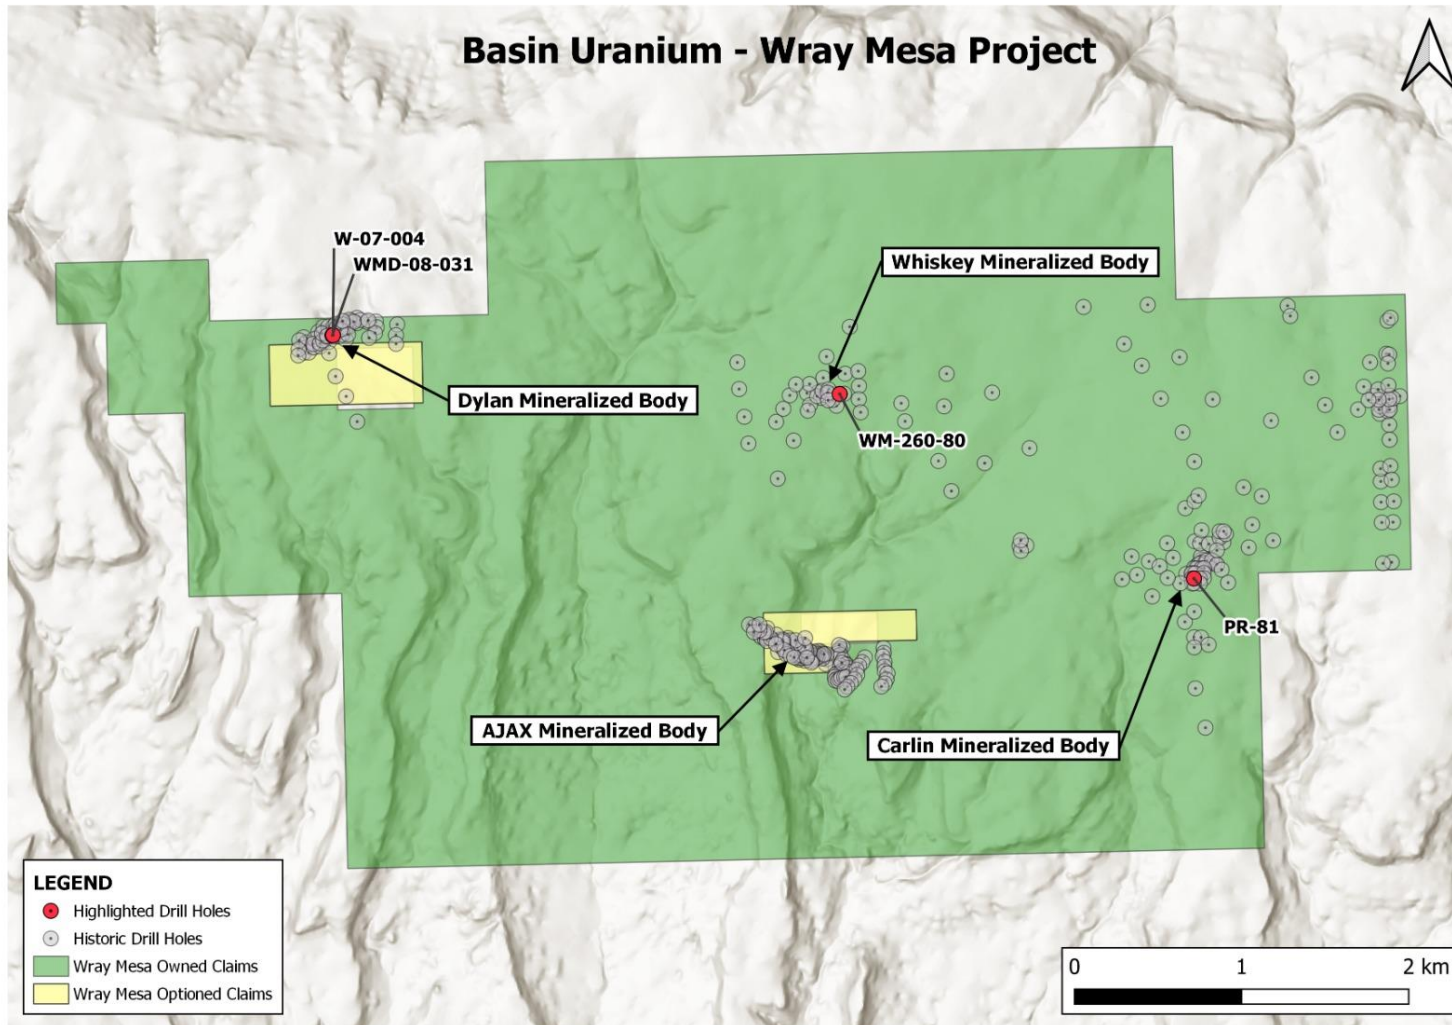 Basin Uranium - Wray Mesa Project
W-07-004
WMD-08-031
Whiskey Mineralized Body
Dylan Mineralized Body
WM-260-80
PR-81
AJAX Mineralized Body
Carlin Mineralized Body
LEGEND
Highlighted Drill Holes
Historic Drill Holes
Wray Mesa Owned Claims
Wray Mesa Optioned Claims
0 1 2 km